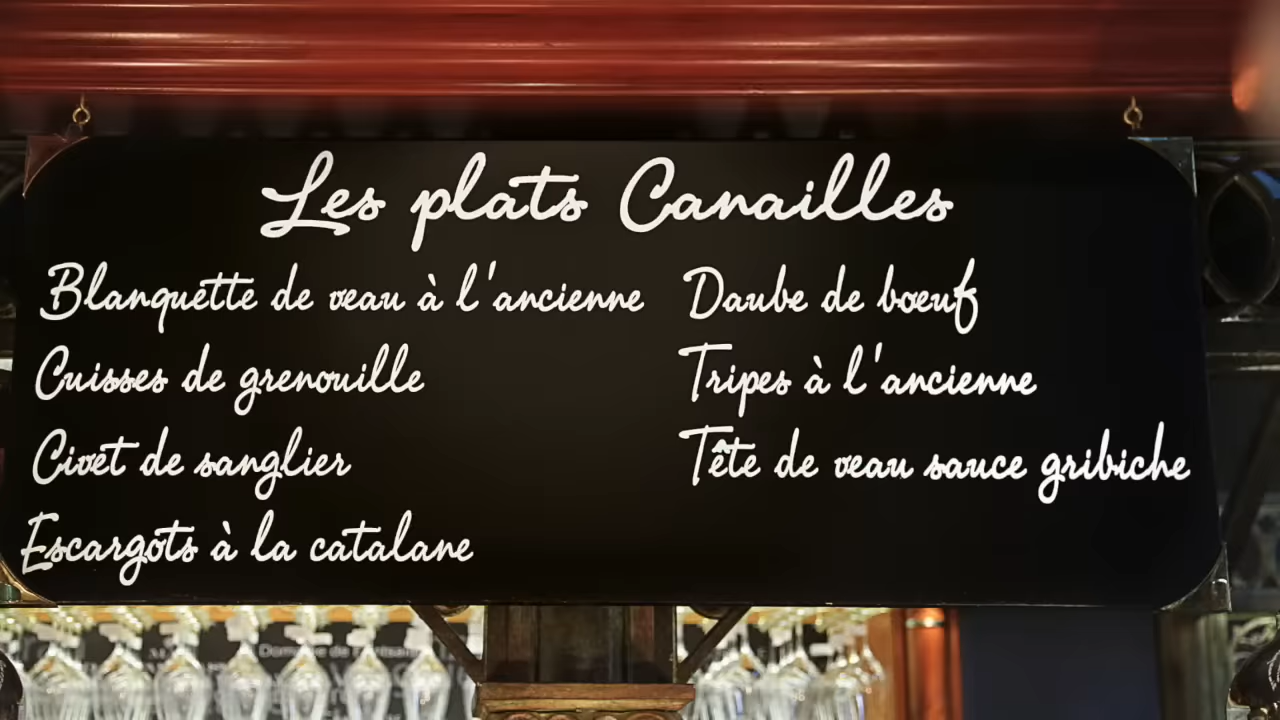 Les plats Canailles
Blanquette de veau à l'ancienne
Cuisses de grenouille
Civet de sanglier
Escargots à la catalane
Daube de boeuf
Tripes à l'ancienne
Tête de veau sauce gribiche